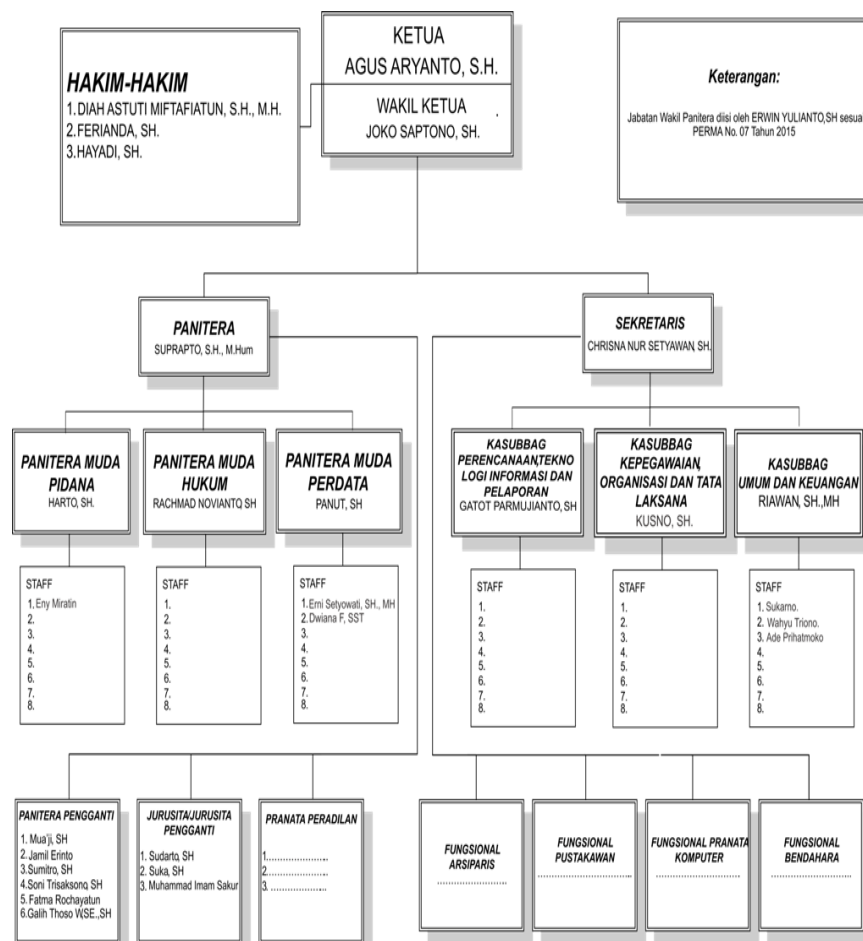 KETUA
AGUS ARYANTO, S.H.
WAKIL KETUA
JOKO SAPTONO, SH.
HAKIM-HAKIM
1. DIAH ASTUTI MIFTAFIATUN, S.H., M.H.
2. FERIANDA, SH.
3. HAYADI, SH.
Keterangan:
Jabatan Wakil Panitera diisi oleh ERWIN YULIANTO,SH sesua
PERMA No. 07 Tahun 2015
PANITERA
SUPRAPTO, S.H., M.Hum
SEKRETARIS
CHRISNA NUR SETYAWAN, SH.
PANITERA MUDA
PIDANA
HARTO, SH.
PANITERA MUDA
HUKUM
RACHMAD NOVIANTO, SH
PANITERA MUDA
PERDATA
PANUT, SH
KASUBBAG
PERENCANAAN,TEKNO
LOGI INFORMASI DAN
PELAPORAN
GATOT PARMUJIANTO, SH
KASUBBAG
KEPEGAWAIAN,
ORGANISASI DAN TATA
LAKSANA
KUSNO, SH.
KASUBBAG
UMUM DAN KEUANGAN
RIAWAN, SH.,MH
STAFF
1. Eny Miratin
2.
3.
4.
5.
6.
7.
8.
STAFF
1.
2.
3.
4.
5.
6.
7.
8.
STAFF
1. Erni Setyowati, SH., MH
2. Dwiana F, SST
3.
4.
5.
6.
7.
8.
STAFF
1.
2.
3.
4.
5.
6.
7.
8.
STAFF
1.
2.
3.
4.
5.
6.
7.
8.
STAFF
1. Sukarno.
2. Wahyu Triono.
3. Ade Prihatmoko
4.
5.
6.
7.
8.
PANITERA PENGGANTI
1. Mua'ji, SH
2. Jamil Erinto
3. Sumitro, SH
4. Soni Trisaksono, SH
5. Fatma Rochayatun
6. Galih Thoso W,SE.,SH
JURUSITA/JURUSITA
PENGGANTI
1. Sudarto, SH
2. Suka, SH
3. Muhammad Imam Sakur
PRANATA PERADILAN
1.......................
2.......................
3. .....................
FUNGSIONAL
ARSIPARIS
.........................
FUNGSIONAL
PUSTAKAWAN
.........................
FUNGSIONAL PRANATA
KOMPUTER
.........................
FUNGSIONAL
BENDAHARA
.........................